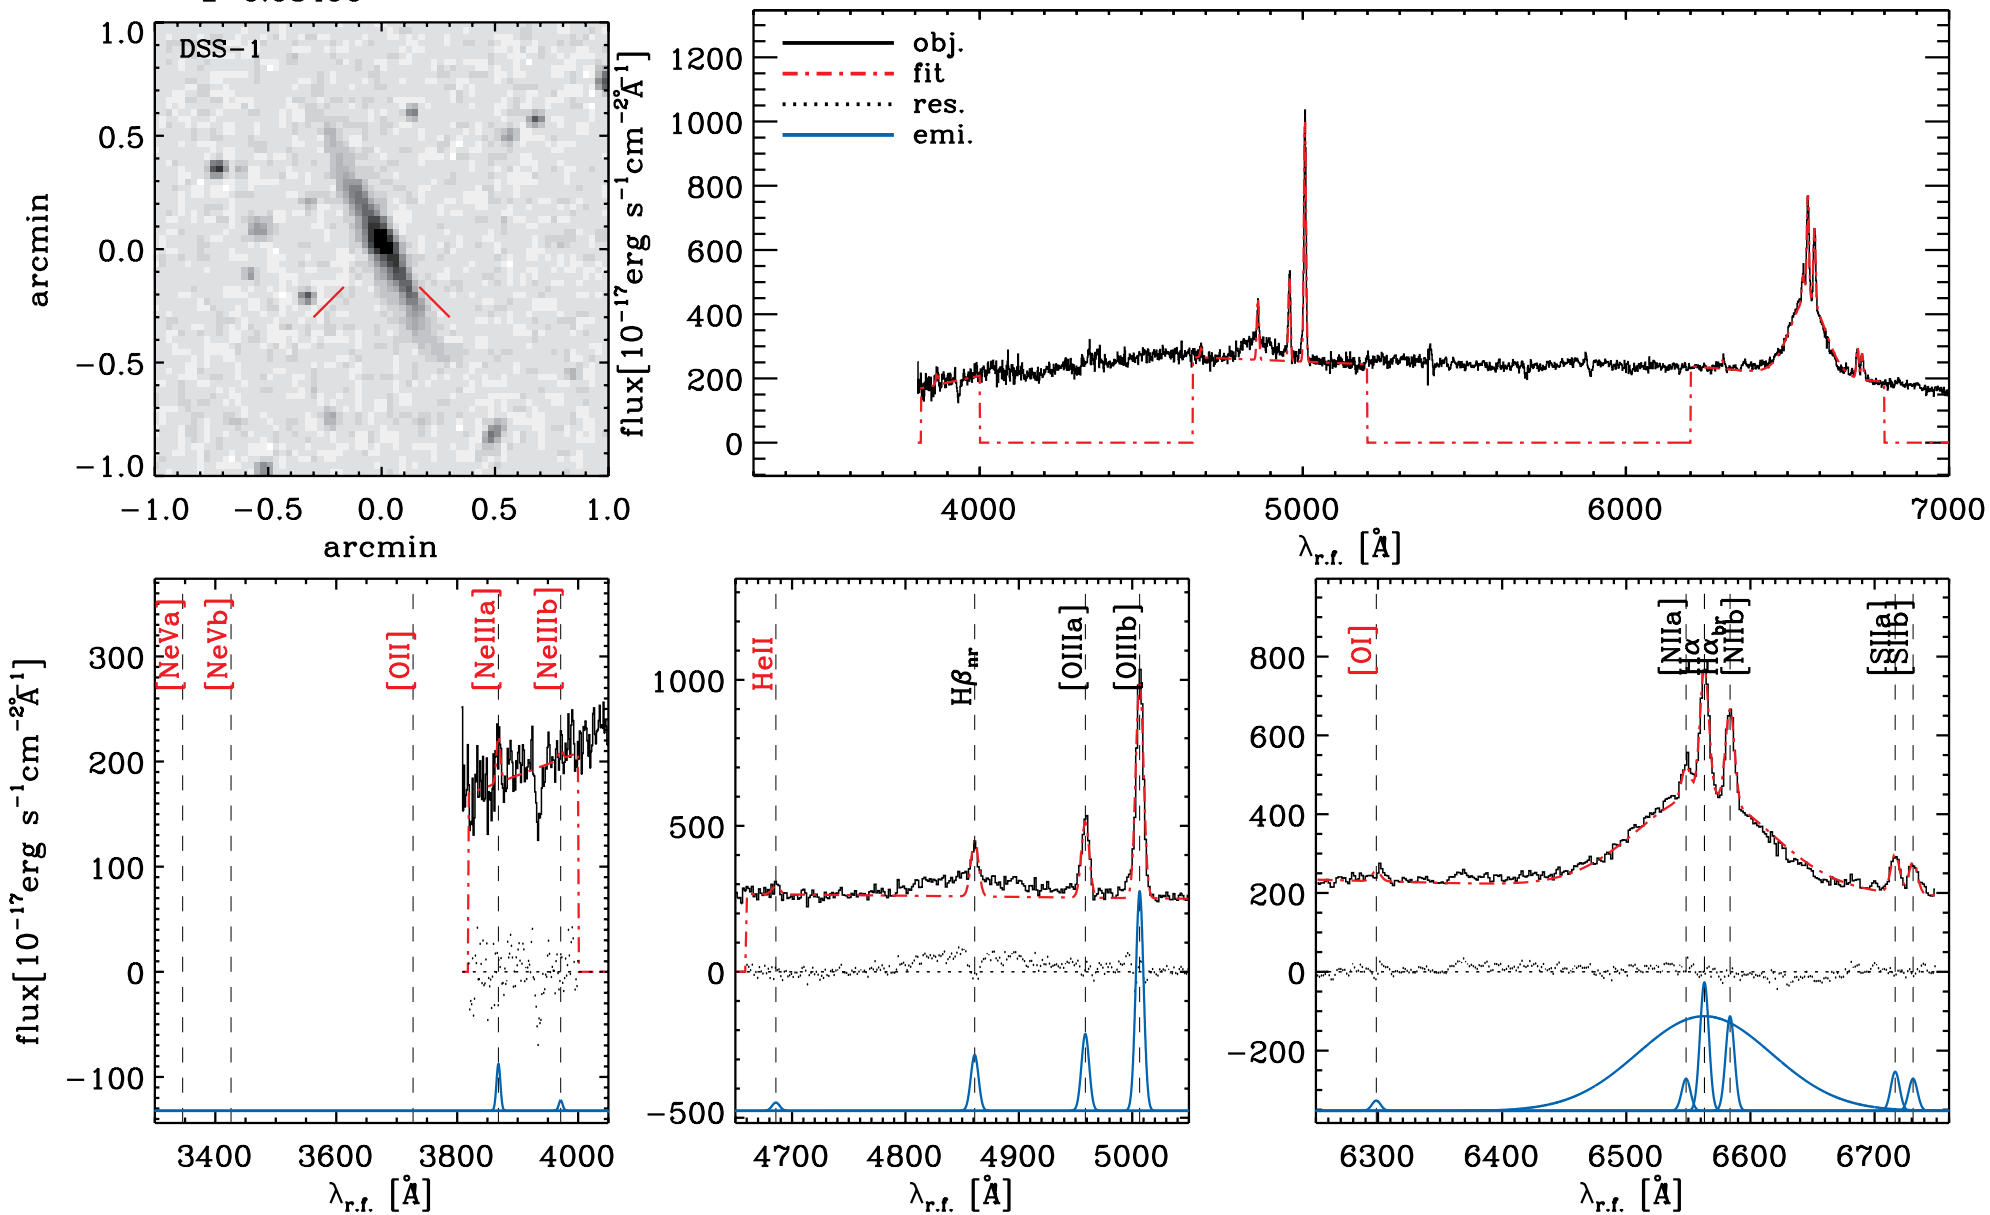 DSS-1
1.0
0.5
0.0
-0.5
-1.0
-1.0 -0.5 0.0 0.5 1.0
arcmin
arcmin
obj.
fit
res.
emi.
1200
1000
800
600
400
200
0
4000 5000 6000 7000
λr.f. [Å]
flux[10⁻¹⁷erg s⁻¹cm⁻²Å⁻¹]
[NeVa] [NeVb] [OII] [NeIIIa] [NeIIIb]
300
200
100
0
-100
3400 3600 3800 4000
λr.f. [Å]
flux[10⁻¹⁷erg s⁻¹cm⁻²Å⁻¹]
HeII Hβnr [OIIIa] [OIIIb]
1000
500
0
-500
4700 4800 4900 5000
λr.f. [Å]
[OI] [NIIa] Hα Hαbr [NIIb] [SIIa] [SIIb]
800
600
400
200
0
-200
6300 6400 6500 6600 6700
λr.f. [Å]